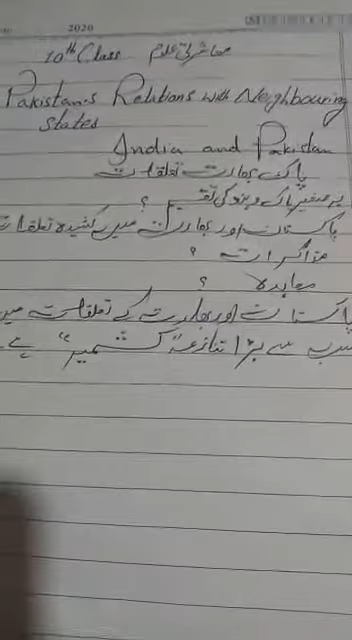 2020
10th Class معاشرتی علوم
Pakistan's Relations with Neighbouring
States
India and Pakistan
پاک بھارت تعلقات
برصغیر پاک و ہند کی تقسیم ؟
پاکستان اور بھارت میں کشیدہ تعلقات
مذاکرات ؟
معاہدہ ؟
پاکستان اور بھارت کے تعلقات میں
سب سے بڑا تنازعہ "کشمیر" ہے۔